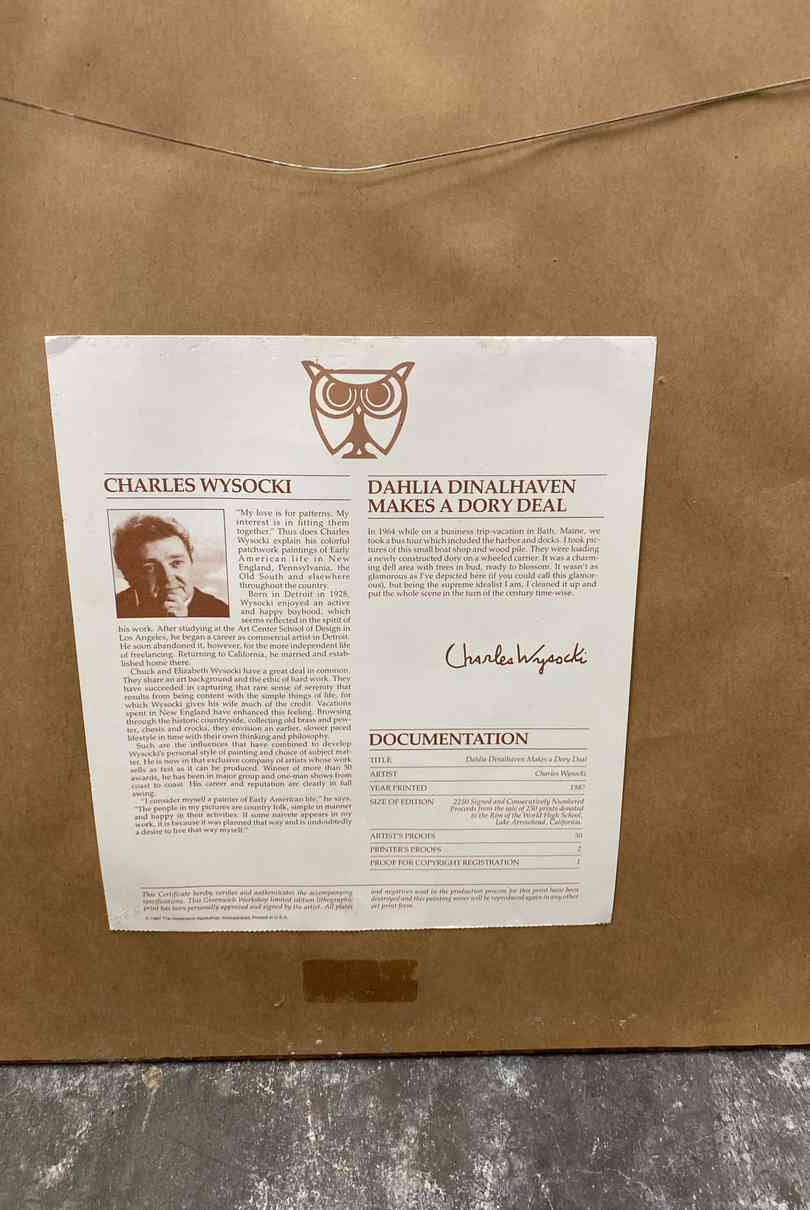 CHARLES WYSOCKI
"My love is for patterns. My
interest is in fitting them
together." Thus does Charles
Wysocki explain his colorful
patchwork paintings of Early
American life in New
England, Pennsylvania, the
Old South and elsewhere
throughout the country.
Born in Detroit in 1928,
Wysocki enjoyed an active
and happy boyhood, which
seems reflected in the spirit of
his work. After studying at the Art Center School of Design in
Los Angeles, he began a career as commercial artist in Detroit.
He soon abandoned it, however, for the more independent life
of freelancing. Returning to California, he married and estab-
lished home there.
Chuck and Elizabeth Wysocki have a great deal in common.
They share an art background and the ethic of hard work. They
have succeeded in capturing that rare sense of serenity that
results from being content with the simple things of life, for
which Wysocki gives his wife much of the credit. Vacations
spent in New England have enhanced this feeling. Browsing
through the historic countryside, collecting old brass and pew-
ter, chests and crocks, they envision an earlier, slower paced
lifestyle in time with their own thinking and philosophy.
Such are the influences that have combined to develop
Wysocki's personal style of painting and choice of subject mat-
ter. He is now in that exclusive company of artists whose work
sells as fast as it can be produced. Winner of more than 50
awards, he has been in major group and one-man shows from
coast to coast. His career and reputation are clearly in full
swing.
"I consider myself a painter of Early American life," he says.
"The people in my pictures are country folk, simple in manner
and happy in their activities. If some naivete appears in my
work, it is because it was planned that way and is undoubtedly
a desire to live that way myself."
DAHLIA DINALHAVEN
MAKES A DORY DEAL
In 1964 while on a business trip-vacation in Bath, Maine, we
took a bus tour which included the harbor and docks. I took pic-
tures of this small boat shop and wood pile. They were loading
a newly constructed dory on a wheeled carrier. It was a charm-
ing dell area with trees in bud, ready to blossom. It wasn't as
glamorous as I've depicted here (if you could call this glamor-
ous), but being the supreme idealist I am, I cleaned it up and
put the whole scene in the turn of the century time-wise.
Charles Wysocki
DOCUMENTATION
TITLE Dahlia Dinalhaven Makes a Dory Deal
ARTIST Charles Wysocki
YEAR PRINTED 1987
SIZE OF EDITION 2250 Signed and Consecutively Numbered
Proceeds from the sale of 250 prints donated
to the Rim of the World High School,
Lake Arrowhead, California.
ARTIST'S PROOFS 50
PRINTER'S PROOFS 2
PROOF FOR COPYRIGHT REGISTRATION 1
This Certificate hereby verifies and authenticates the accompanying
specifications. This Greenwich Workshop limited edition lithographic
print has been personally approved and signed by the artist. All plates
and negatives used in the production process for this print have been
destroyed and this painting never will be reproduced again in any other
art print form.
© 1987 The Greenwich Workshop, Incorporated, Printed in U.S.A.